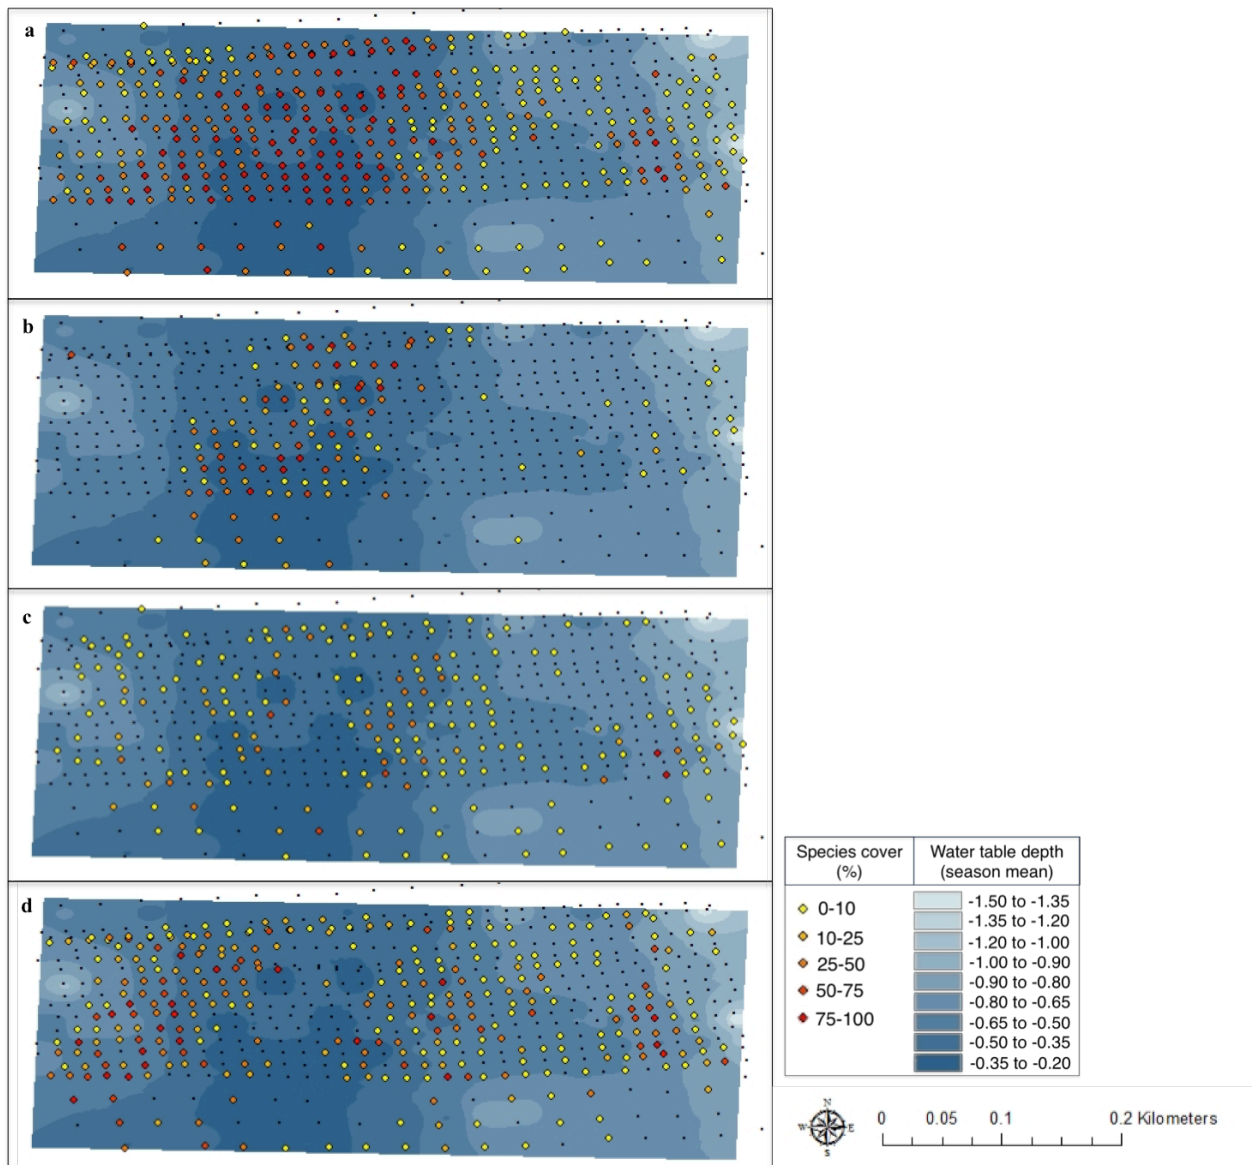 a
b
c
d
Species cover
(%)
0-10
10-25
25-50
50-75
75-100
Water table depth
(season mean)
-1.50 to -1.35
-1.35 to -1.20
-1.20 to -1.00
-1.00 to -0.90
-0.90 to -0.80
-0.80 to -0.65
-0.65 to -0.50
-0.50 to -0.35
-0.35 to -0.20
N
W E
S
0 0.05 0.1 0.2 Kilometers